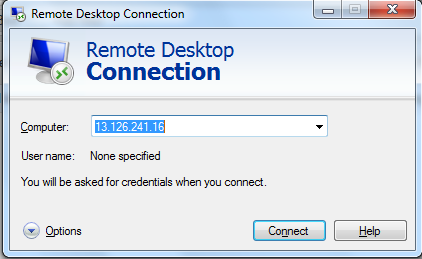 Remote Desktop Connection
Remote Desktop
Connection
Computer: 13.126.241.16
User name: None specified
You will be asked for credentials when you connect.
Options Connect Help